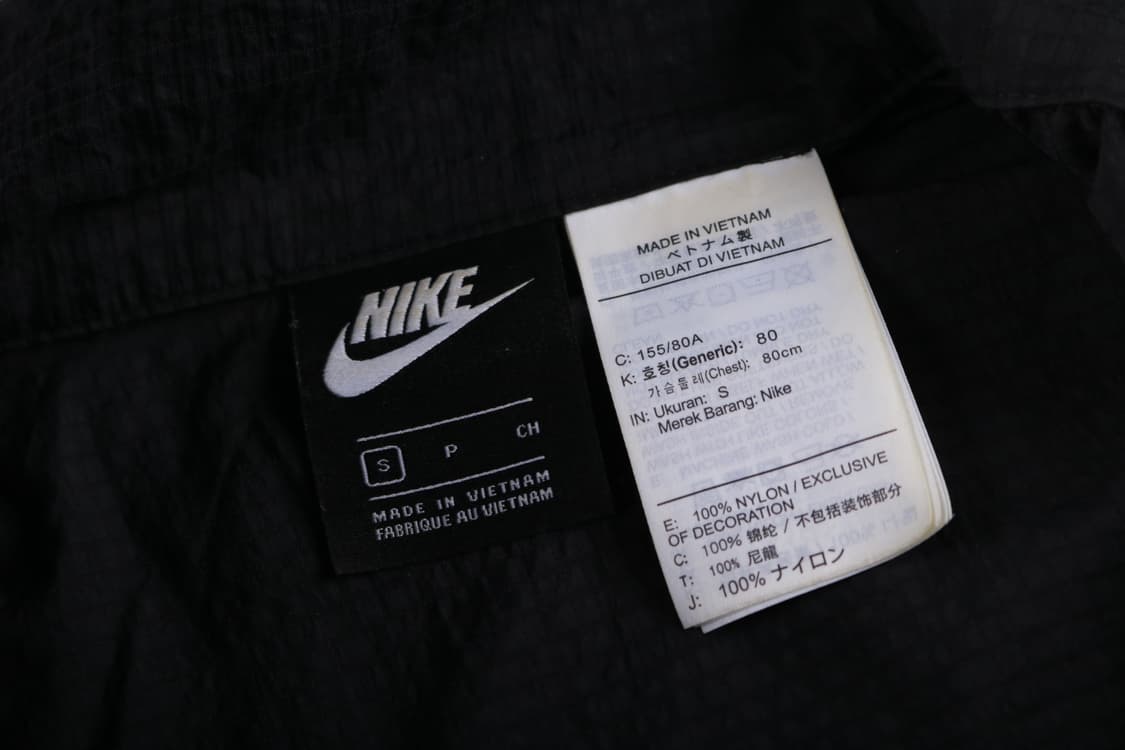 NIKE
S P CH
MADE IN VIETNAM
FABRIQUE AU VIETNAM
MADE IN VIETNAM
ベトナム製
DIBUAT DI VIETNAM
C: 155/80A
K: 호칭(Generic): 80
가슴둘레(Chest): 80cm
IN: Ukuran: S
Merek Barang: Nike
E: 100% NYLON / EXCLUSIVE
OF DECORATION
C: 100% 锦纶 / 不包括装饰部分
T: 100% 尼龍
J: 100% ナイロン